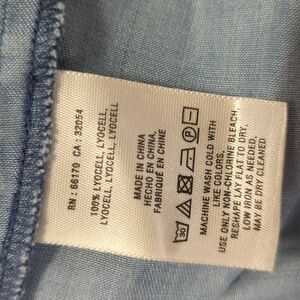 RN : 66170 CA : 32054
100% LYOCELL, LYOCELL,
LYOCELL, LYOCELL, LYOCELL
MADE IN CHINA
HECHO EN CHINA,
FABRIQUÉ EN CHINE
30 P
MACHINE WASH COLD WITH
LIKE COLORS,
USE ONLY NON-CHLORINE BLEACH,
RESHAPE LAY FLAT TO DRY,
LOW IRON AS NEEDED,
MAY BE DRY CLEANED